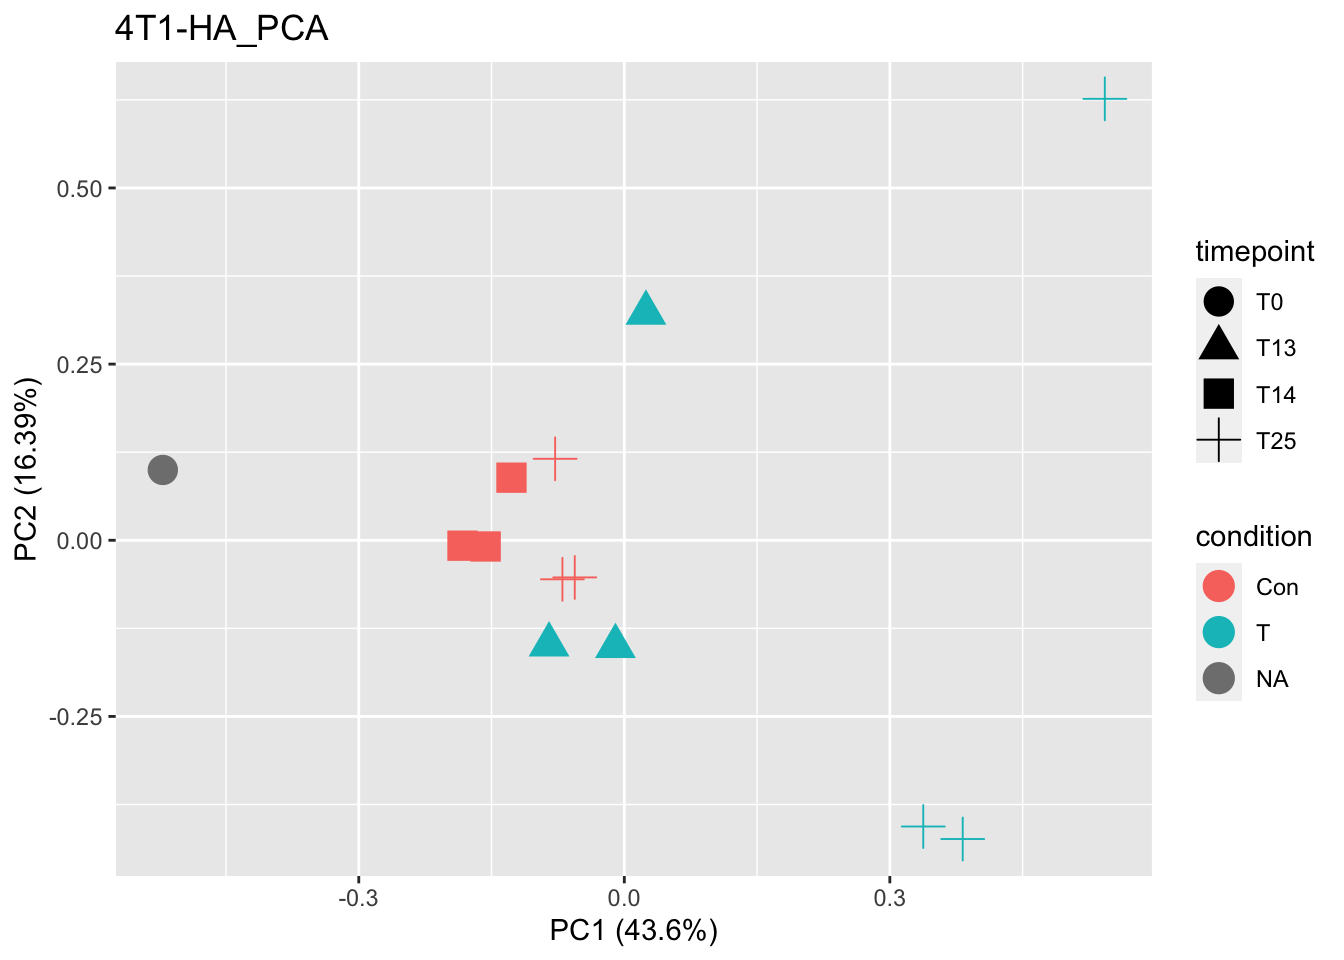 4T1-HA_PCA
0.50
0.25
0.00
-0.25
PC2 (16.39%)
-0.3
0.0
0.3
PC1 (43.6%)
timepoint
T0
T13
T14
T25
condition
Con
T
NA